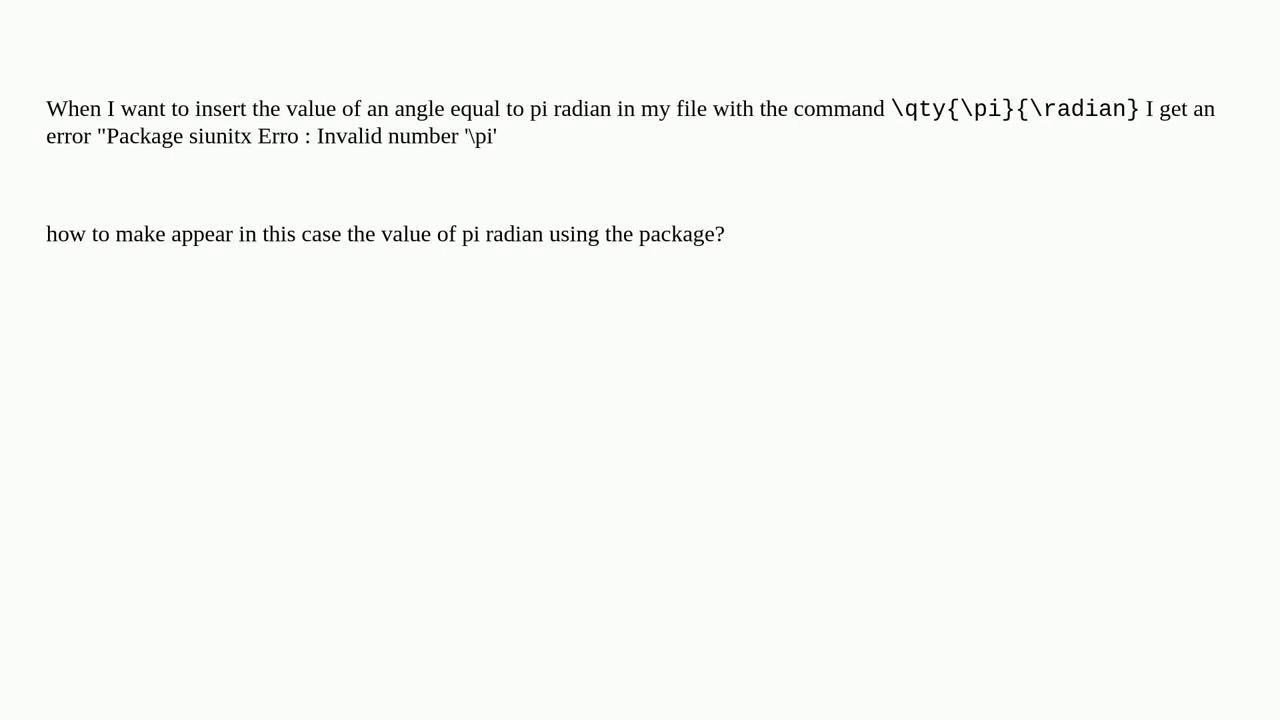 When I want to insert the value of an angle equal to pi radian in my file with the command \qty{\pi}{\radian} I get an
error "Package siunitx Erro : Invalid number '\pi'
how to make appear in this case the value of pi radian using the package?